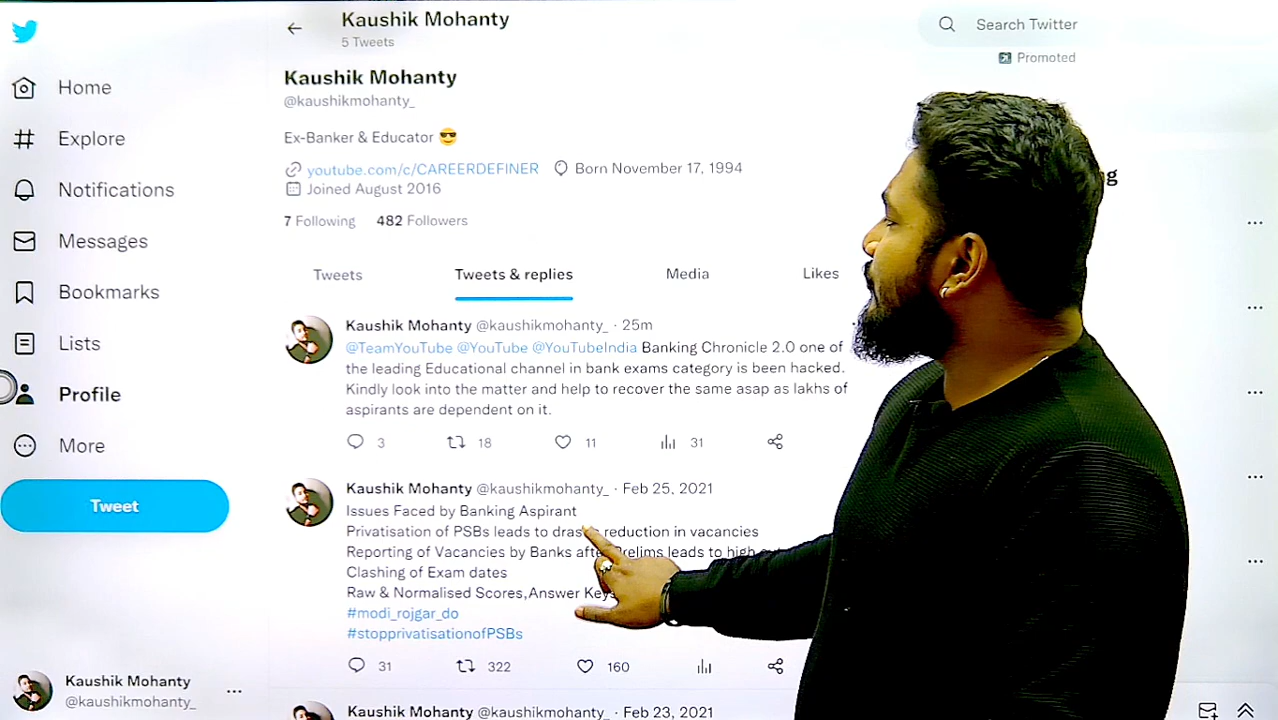 Kaushik Mohanty
5 Tweets
Search Twitter
Promoted
Home
Explore
Notifications
Messages
Bookmarks
Lists
Profile
More
Tweet
Kaushik Mohanty
@kaushikmohanty_
Kaushik Mohanty
@kaushikmohanty_
Ex-Banker & Educator 😎
youtube.com/c/CAREERDEFINER Born November 17, 1994
Joined August 2016
7 Following 482 Followers
Tweets Tweets & replies Media Likes
Kaushik Mohanty @kaushikmohanty_ · 25m
@TeamYouTube @YouTube @YouTubeIndia Banking Chronicle 2.0 one of
the leading Educational channel in bank exams category is been hacked.
Kindly look into the matter and help to recover the same asap as lakhs of
aspirants are dependent on it.
3 18 11 31
Kaushik Mohanty @kaushikmohanty_ · Feb 25, 2021
Issues Faced by Banking Aspirant
Privatisation of PSBs leads to reduction in vacancies
Reporting of Vacancies by Banks after Prelims leads to high
Clashing of Exam dates
Raw & Normalised Scores,Answer Keys
#modi_rojgar_do
#stopprivatisationofPSBs
31 322 160
Mohanty @kaushikmohanty_ · Feb 23, 2021